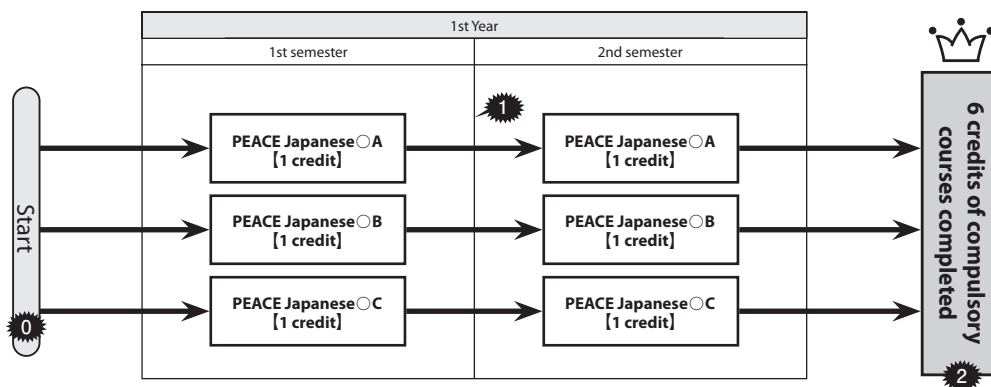 1st Year
1st semester
2nd semester
Start
0
PEACE Japanese○A
【1 credit】
1
PEACE Japanese○A
【1 credit】
PEACE Japanese○B
【1 credit】
PEACE Japanese○B
【1 credit】
PEACE Japanese○C
【1 credit】
PEACE Japanese○C
【1 credit】
6 credits of compulsory
courses completed
2